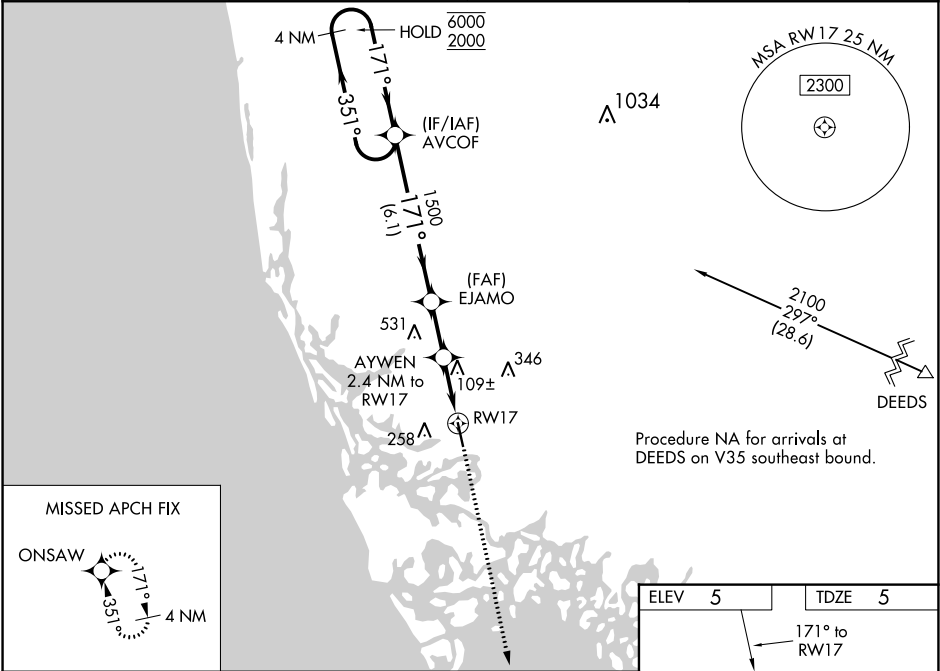 4 NM
HOLD 6000
2000
171°
351°
(IF/IAF)
AVCOF
1034
MSA RW17 25 NM
2300
1500
171°
(6.1)
(FAF)
EJAMO
531
AYWEN
2.4 NM to
RW17
109±
346
258
RW17
2100
297°
(28.6)
DEEDS
Procedure NA for arrivals at
DEEDS on V35 southeast bound.
MISSED APCH FIX
ONSAW
171°
351°
4 NM
ELEV 5
TDZE 5
171° to
RW17